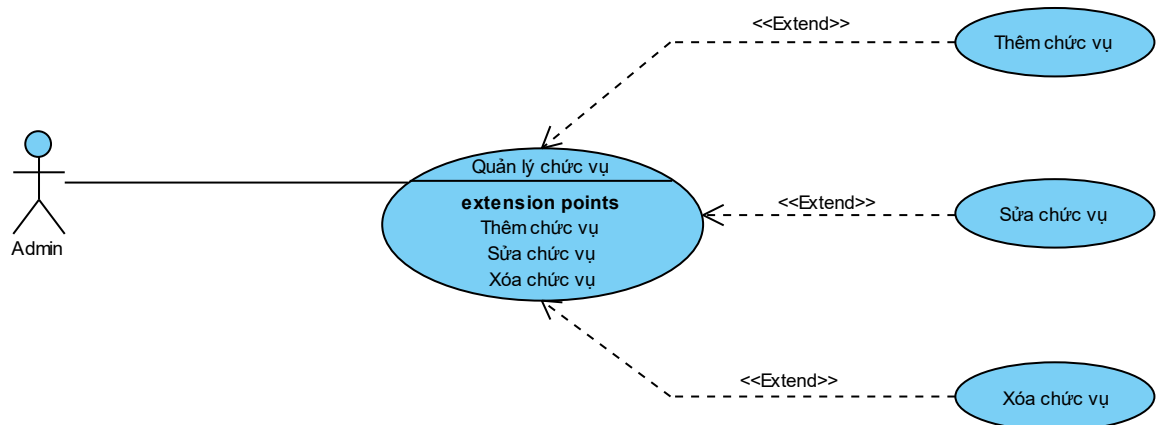 <<Extend>>
Thêm chức vụ
Quản lý chức vụ
extension points
Thêm chức vụ
Sửa chức vụ
Xóa chức vụ
Admin
<<Extend>>
Sửa chức vụ
<<Extend>>
Xóa chức vụ